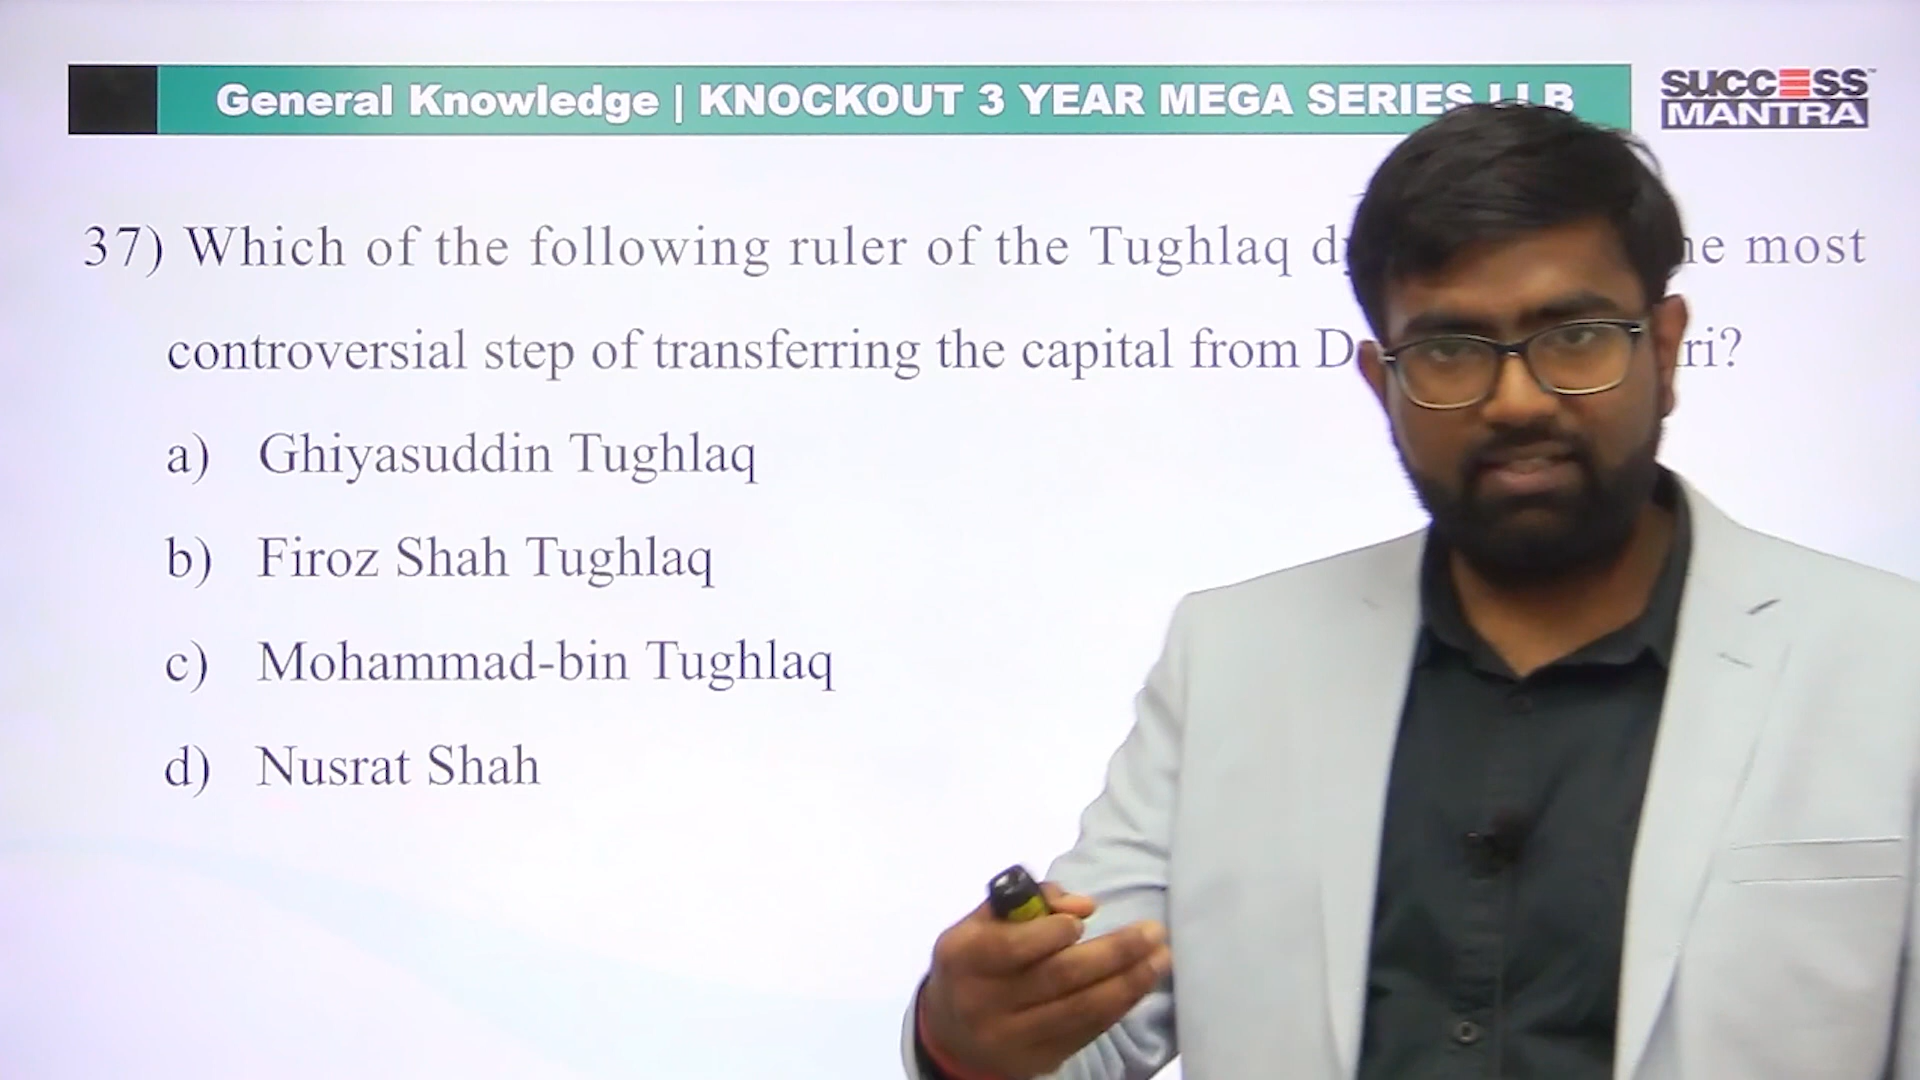 General Knowledge | KNOCKOUT 3 YEAR MEGA SERIES LLB
SUCCESS
MANTRA
37) Which of the following ruler of the Tughlaq most
controversial step of transferring the capital from
a) Ghiyasuddin Tughlaq
b) Firoz Shah Tughlaq
c) Mohammad-bin Tughlaq
d) Nusrat Shah